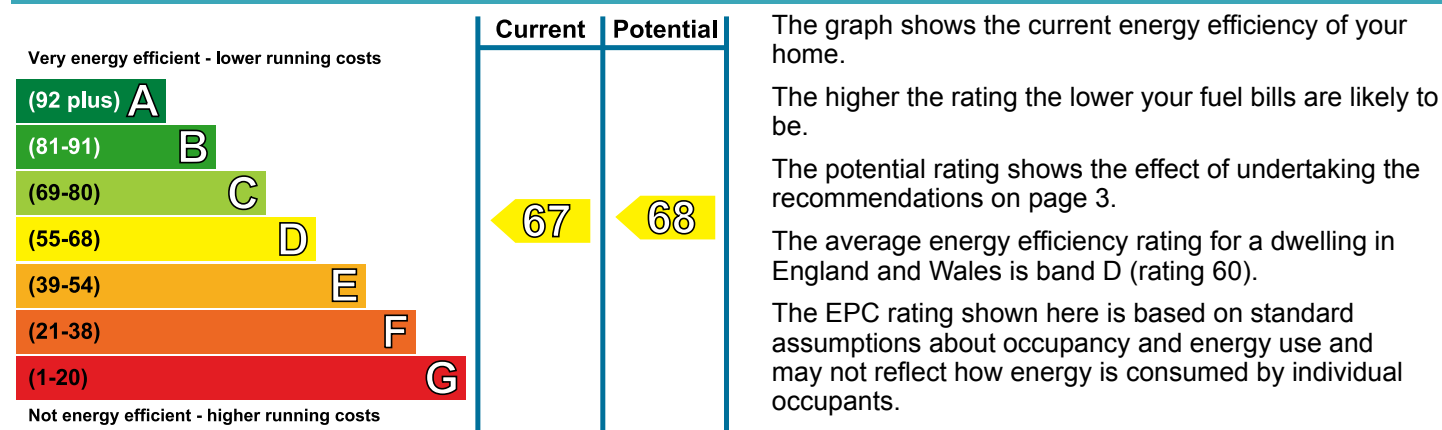 Current Potential
Very energy efficient - lower running costs
(92 plus) A
(81-91) B
(69-80) C
(55-68) D
(39-54) E
(21-38) F
(1-20) G
Not energy efficient - higher running costs
67 68
The graph shows the current energy efficiency of your
home.
The higher the rating the lower your fuel bills are likely to
be.
The potential rating shows the effect of undertaking the
recommendations on page 3.
The average energy efficiency rating for a dwelling in
England and Wales is band D (rating 60).
The EPC rating shown here is based on standard
assumptions about occupancy and energy use and
may not reflect how energy is consumed by individual
occupants.